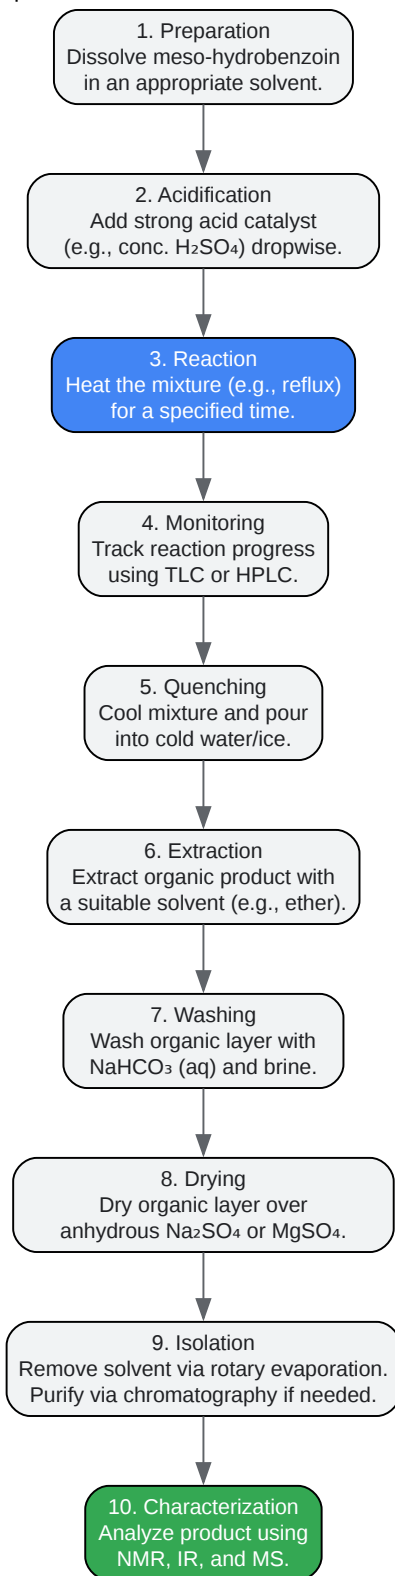 1. Preparation
Dissolve meso-hydrobenzoin
in an appropriate solvent.
2. Acidification
Add strong acid catalyst
(e.g., conc. H₂SO₄) dropwise.
3. Reaction
Heat the mixture (e.g., reflux)
for a specified time.
4. Monitoring
Track reaction progress
using TLC or HPLC.
5. Quenching
Cool mixture and pour
into cold water/ice.
6. Extraction
Extract organic product with
a suitable solvent (e.g., ether).
7. Washing
Wash organic layer with
NaHCO₃ (aq) and brine.
8. Drying
Dry organic layer over
anhydrous Na₂SO₄ or MgSO₄.
9. Isolation
Remove solvent via rotary evaporation.
Purify via chromatography if needed.
10. Characterization
Analyze product using
NMR, IR, and MS.